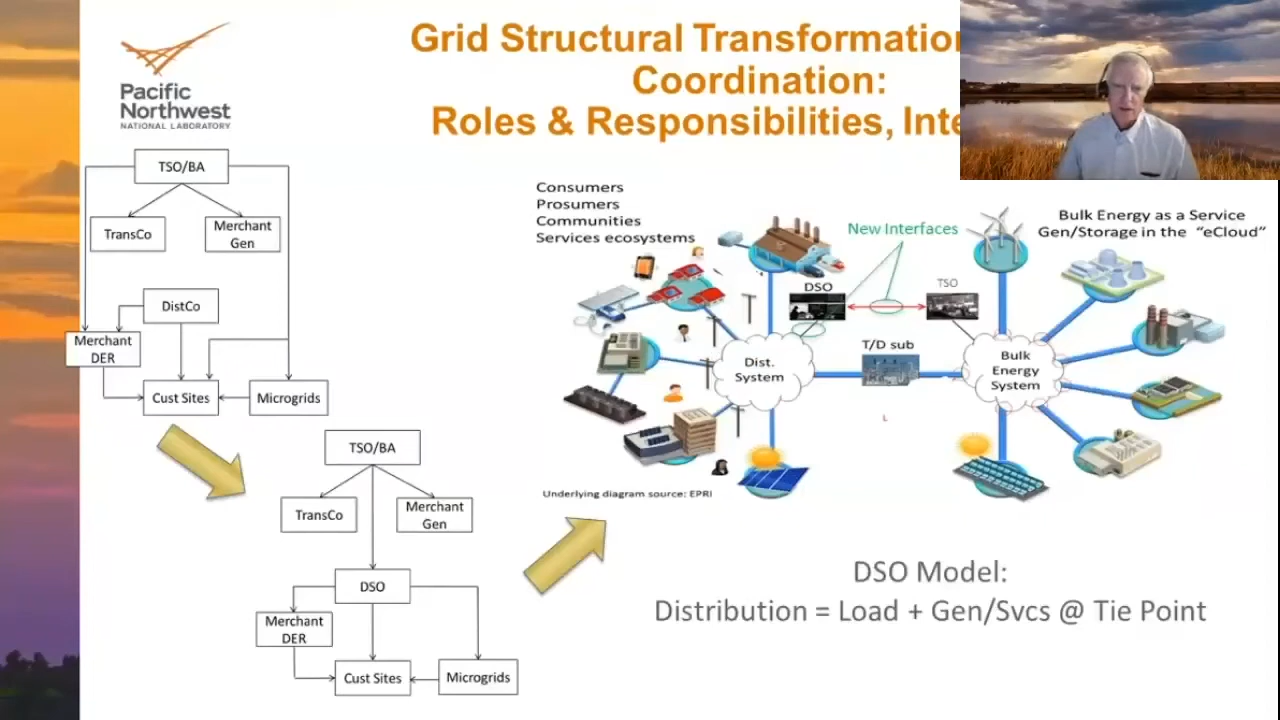 Grid Structural Transformation
Coordination:
Roles & Responsibilities, Inte
Pacific
Northwest
NATIONAL LABORATORY
TSO/BA
TransCo
Merchant
Gen
DistCo
Merchant
DER
Cust Sites
Microgrids
TSO/BA
TransCo
Merchant
Gen
DSO
Merchant
DER
Cust Sites
Microgrids
Consumers
Prosumers
Communities
Services ecosystems
New Interfaces
Bulk Energy as a Service
Gen/Storage in the "eCloud"
DSO
TSO
T/D sub
Dist.
System
Bulk
Energy
System
Underlying diagram source: EPRI
DSO Model:
Distribution = Load + Gen/Svcs @ Tie Point